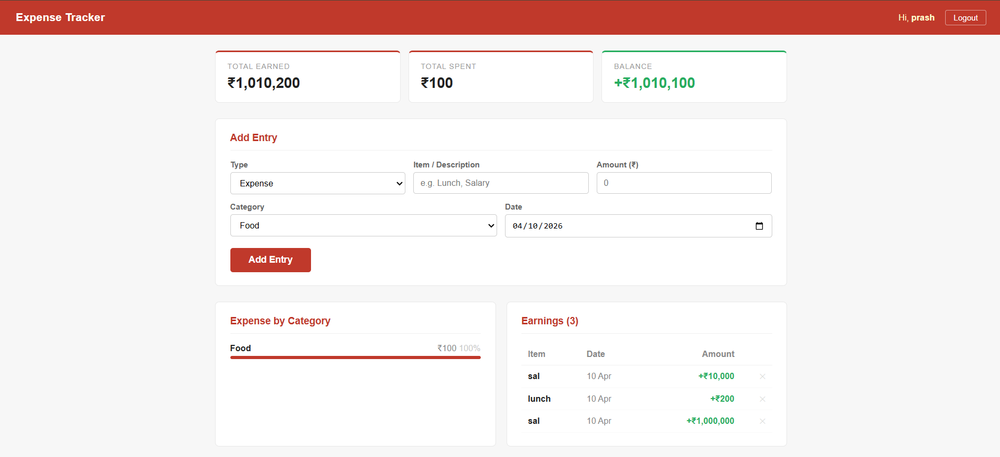 Expense Tracker
Hi, prash
Logout
TOTAL EARNED
₹1,010,200
TOTAL SPENT
₹100
BALANCE
+₹1,010,100
Add Entry
Type
Item / Description
Amount (₹)
Expense
e.g. Lunch, Salary
0
Category
Date
Food
04/10/2026
Add Entry
Expense by Category
Food ₹100 100%
Earnings (3)
Item Date Amount
sal 10 Apr +₹10,000 ×
lunch 10 Apr +₹200 ×
sal 10 Apr +₹1,000,000 ×